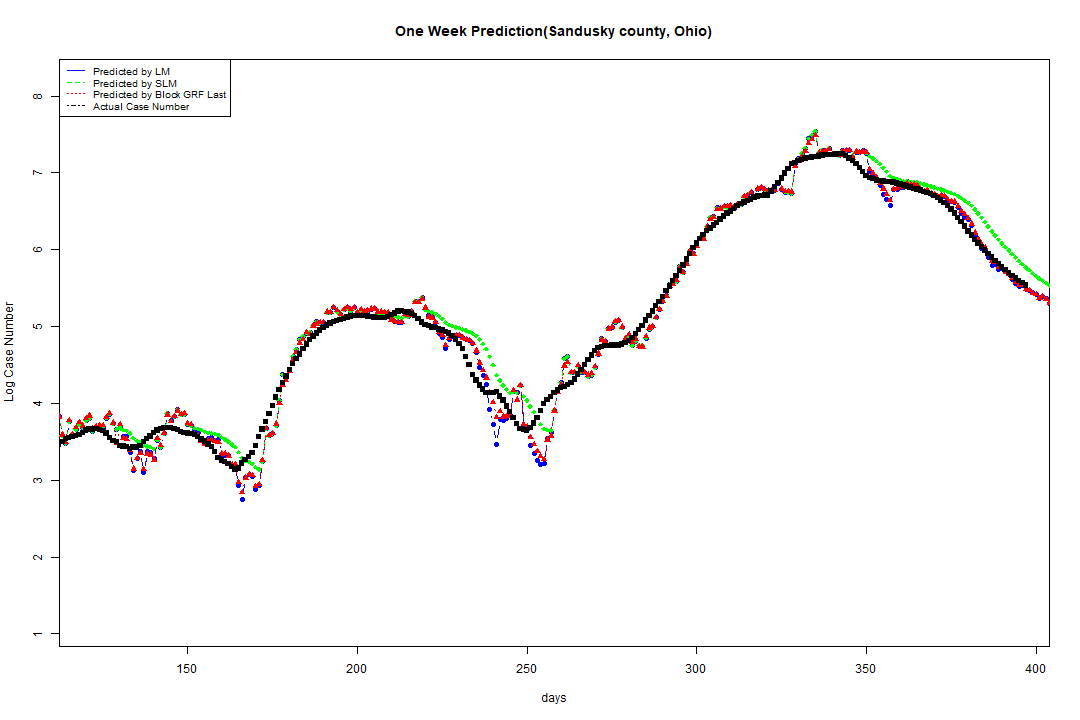 One Week Prediction(Sandusky county, Ohio)
Predicted by LM
Predicted by SLM
Predicted by Block GRF Last
Actual Case Number
8
7
6
5
4
3
2
1
Log Case Number
150
200
250
300
350
400
days